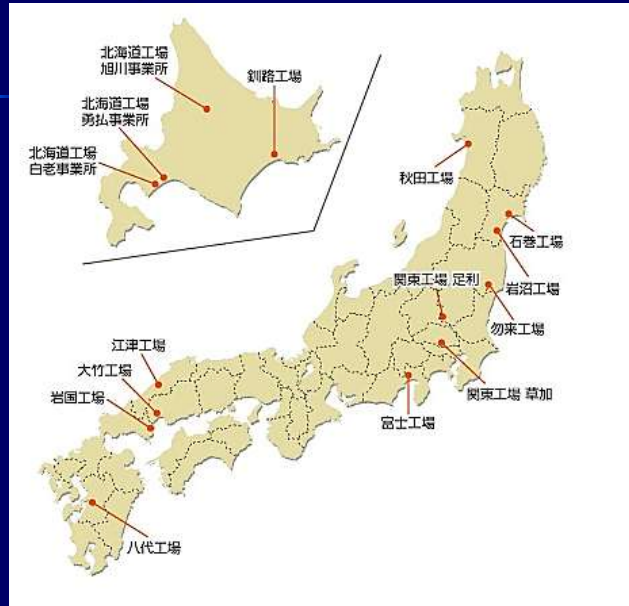 北海道工場
旭川事業所
釧路工場
北海道工場
勇払事業所
北海道工場
白老事業所
秋田工場
石巻工場
関東工場 足利
岩沼工場
勿来工場
江津工場
大竹工場
関東工場 草加
岩国工場
富士工場
八代工場